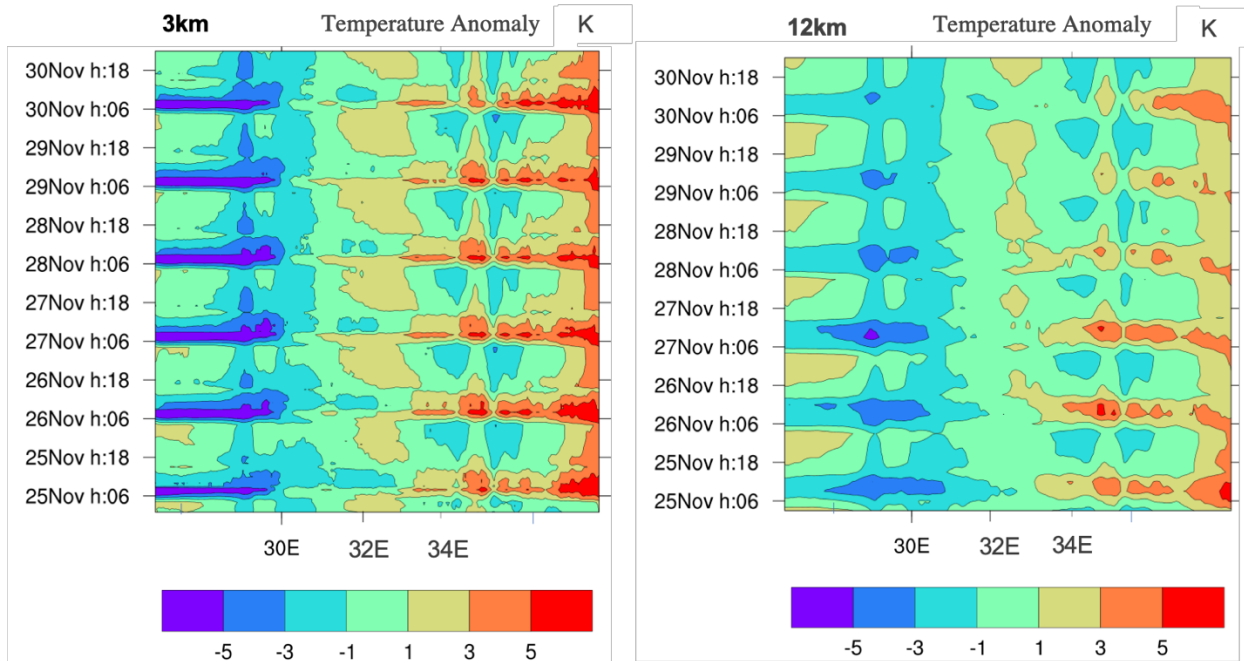 3km Temperature Anomaly K
30Nov h:18
30Nov h:06
29Nov h:18
29Nov h:06
28Nov h:18
28Nov h:06
27Nov h:18
27Nov h:06
26Nov h:18
26Nov h:06
25Nov h:18
25Nov h:06
30E 32E 34E
-5 -3 -1 1 3 5
12km Temperature Anomaly K
30Nov h:18
30Nov h:06
29Nov h:18
29Nov h:06
28Nov h:18
28Nov h:06
27Nov h:18
27Nov h:06
26Nov h:18
26Nov h:06
25Nov h:18
25Nov h:06
30E 32E 34E
-5 -3 -1 1 3 5